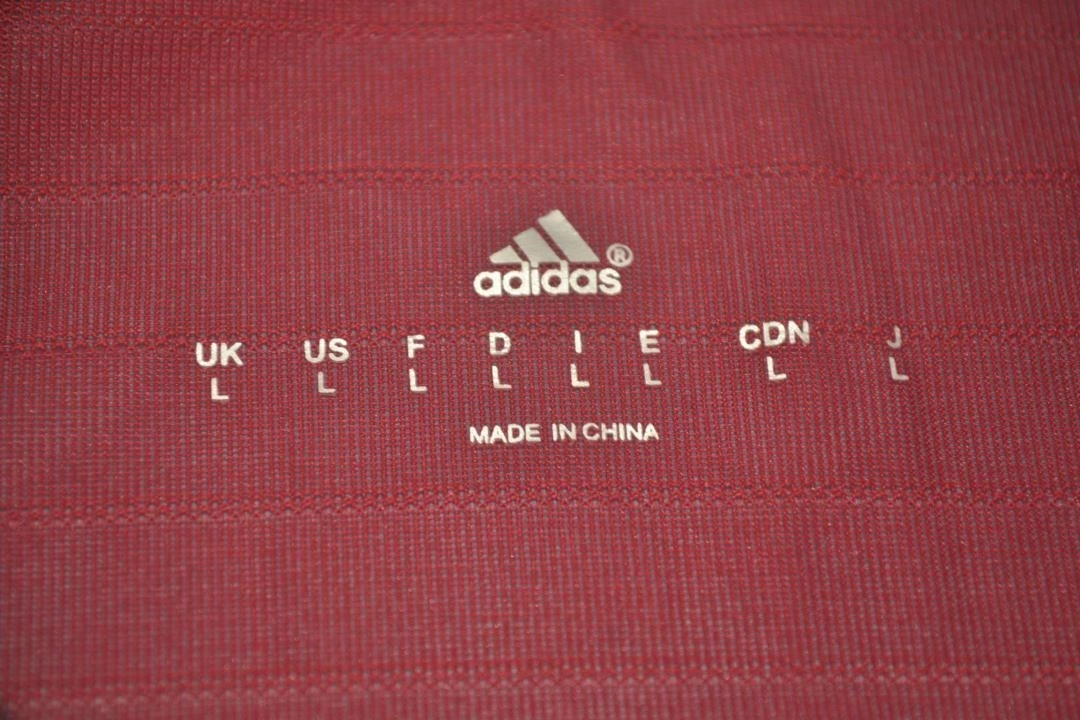 adidas®
UK US F D I E CDN J
L L L L L L L L
MADE IN CHINA